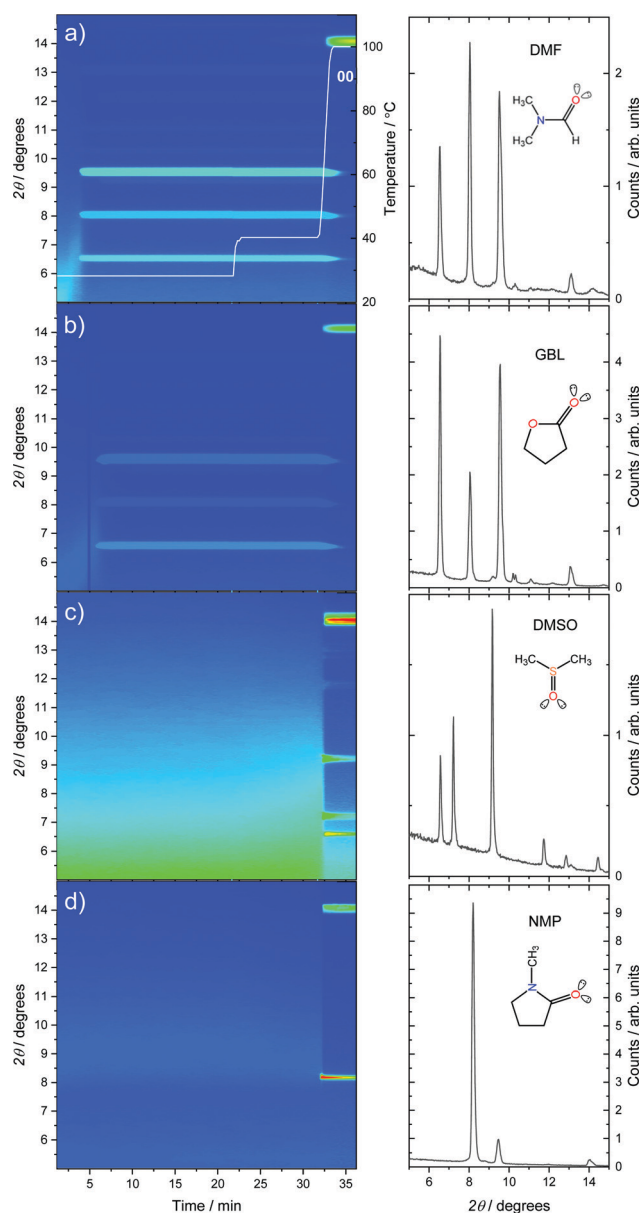 a)
14
13
12
11
10
9
8
7
6
2θ / degrees
00
100
80
60
40
20
Temperature / °C
DMF
H₃C
N
O
H₃C
H
2
1
0
Counts / arb. units
b)
14
13
12
11
10
9
8
7
6
2θ / degrees
GBL
O
O
4
3
2
1
0
Counts / arb. units
c)
14
13
12
11
10
9
8
7
6
2θ / degrees
DMSO
H₃C
S
CH₃
O
1
0
Counts / arb. units
d)
14
13
12
11
10
9
8
7
6
2θ / degrees
5
10
15
20
25
30
35
Time / min
NMP
CH₃
N
O
9
8
7
6
5
4
3
2
1
0
Counts / arb. units
6
8
10
12
14
2θ / degrees